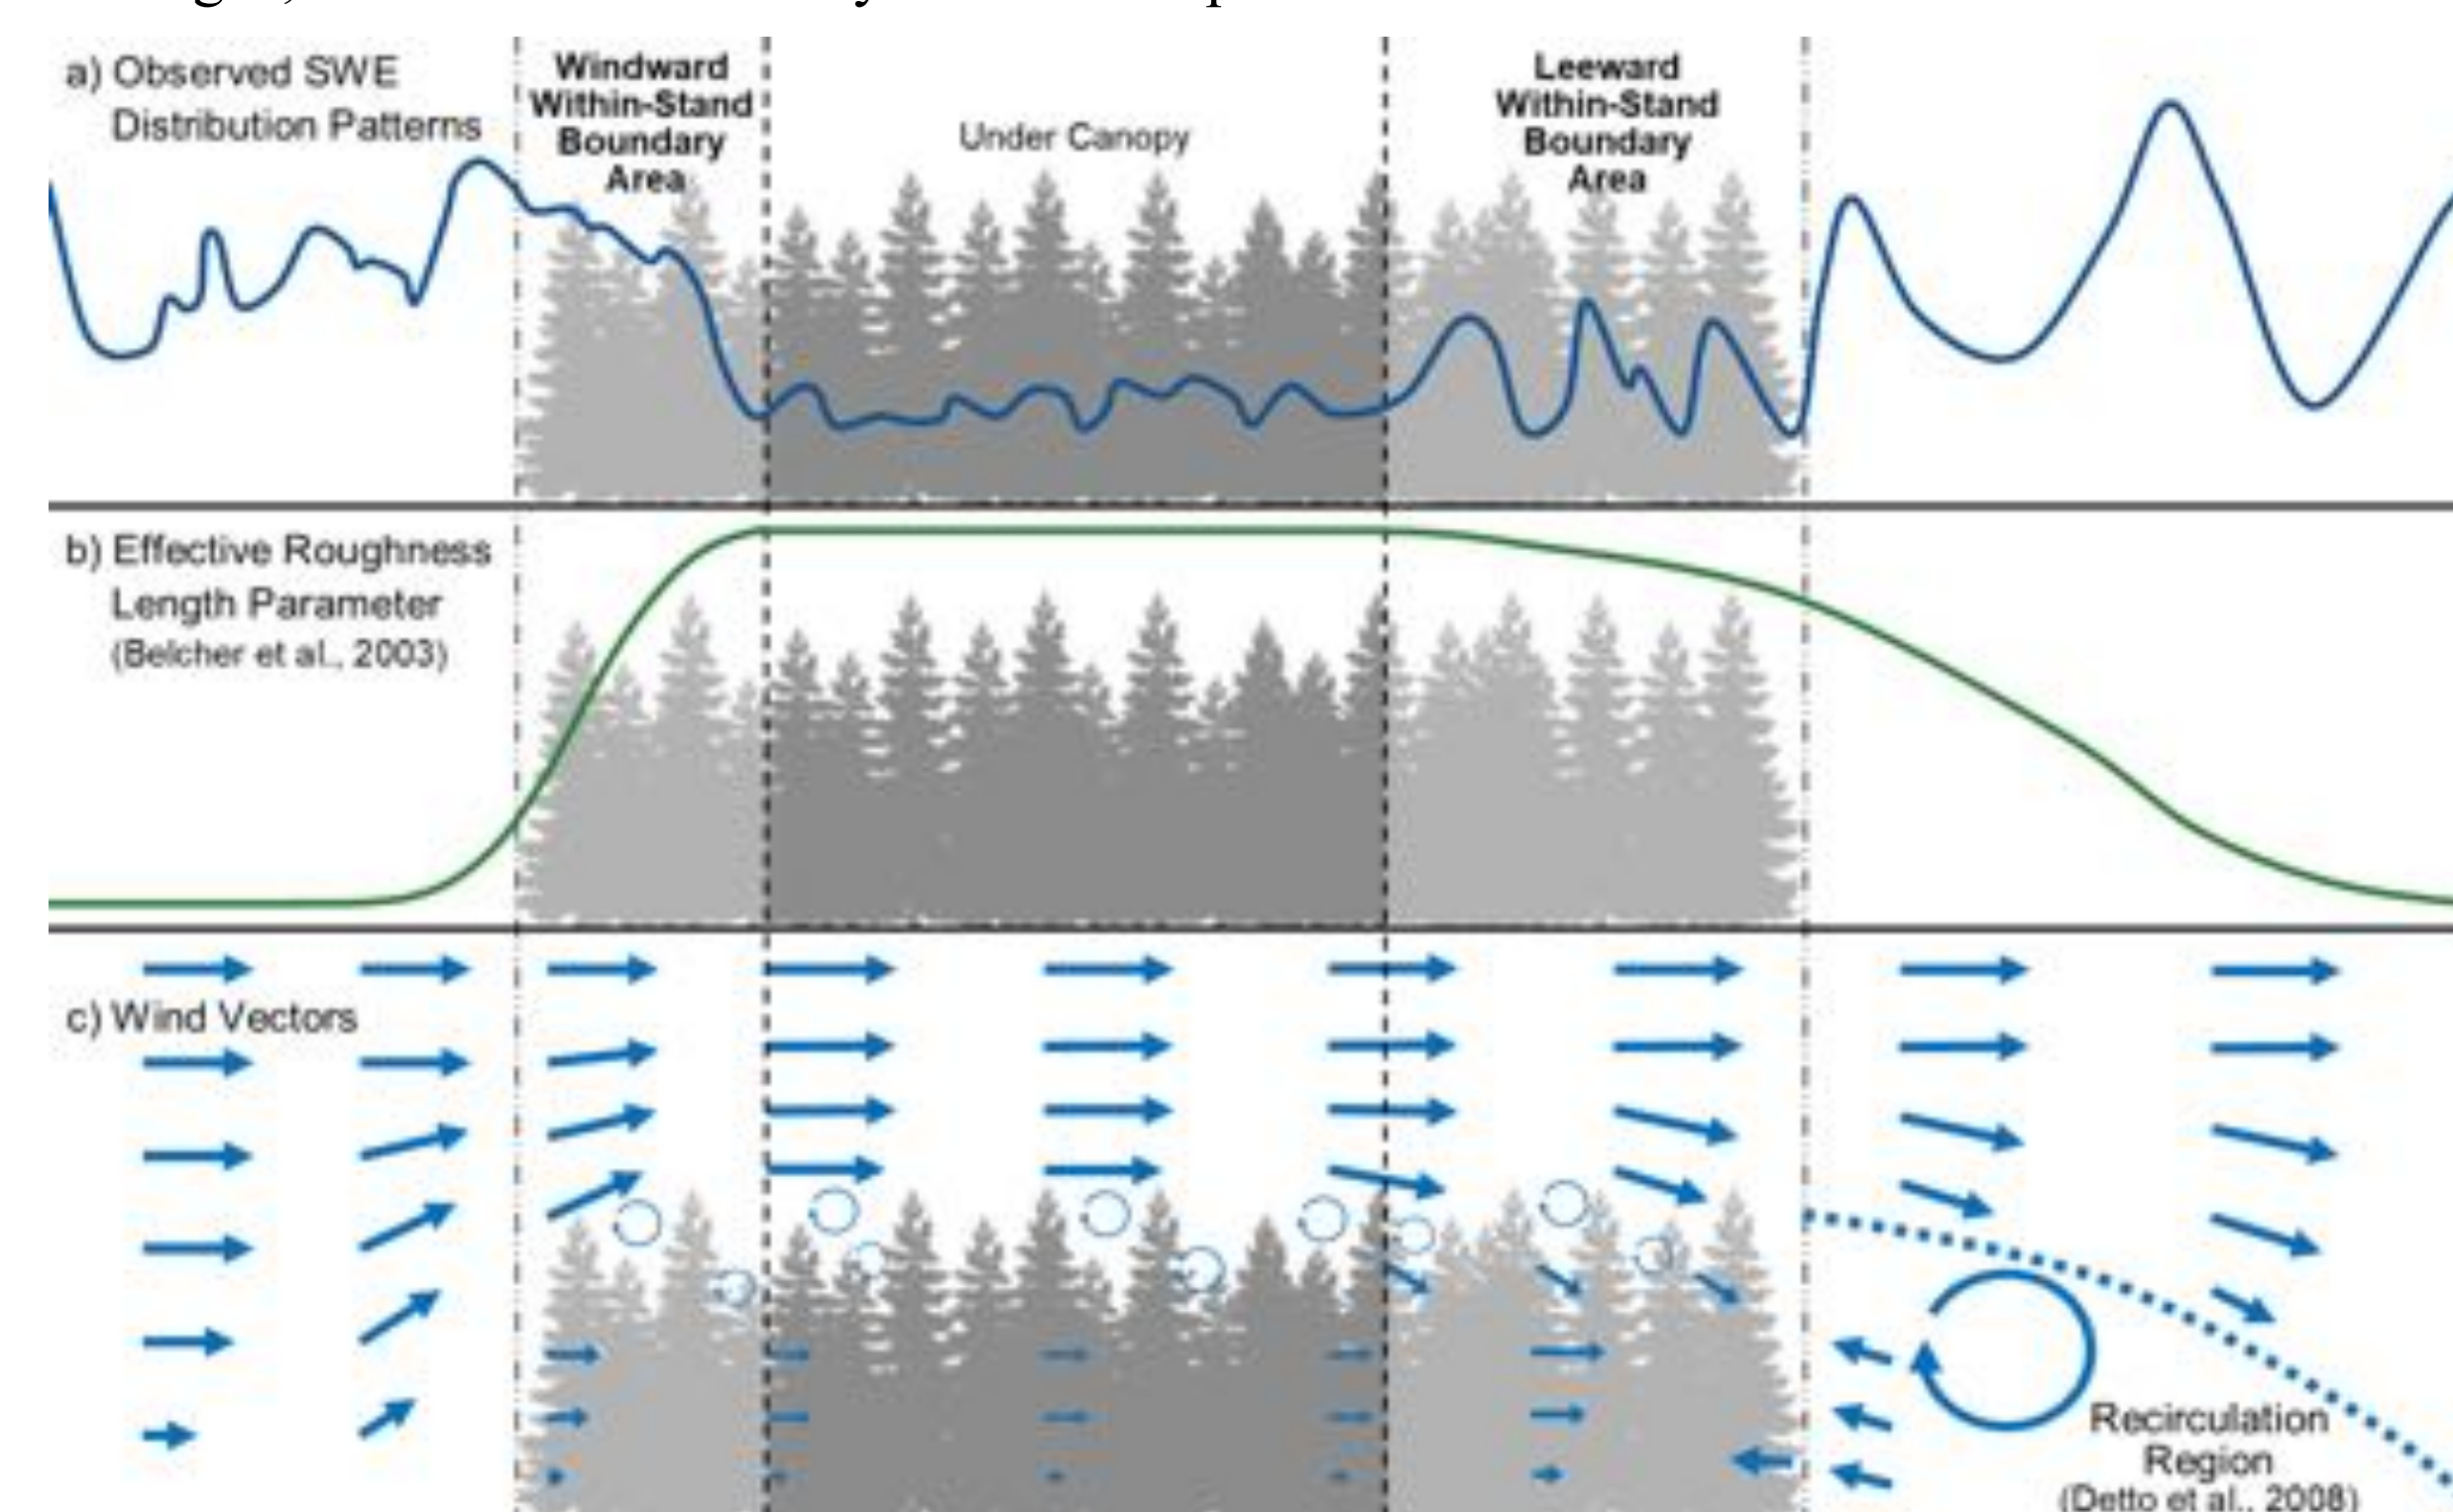 a) Observed SWE
Distribution Patterns
Windward
Within-Stand
Boundary
Area
Under Canopy
Leeward
Within-Stand
Boundary
Area
b) Effective Roughness
Length Parameter
(Belcher et al., 2003)
c) Wind Vectors
Recirculation
Region
(Detto et al., 2008)